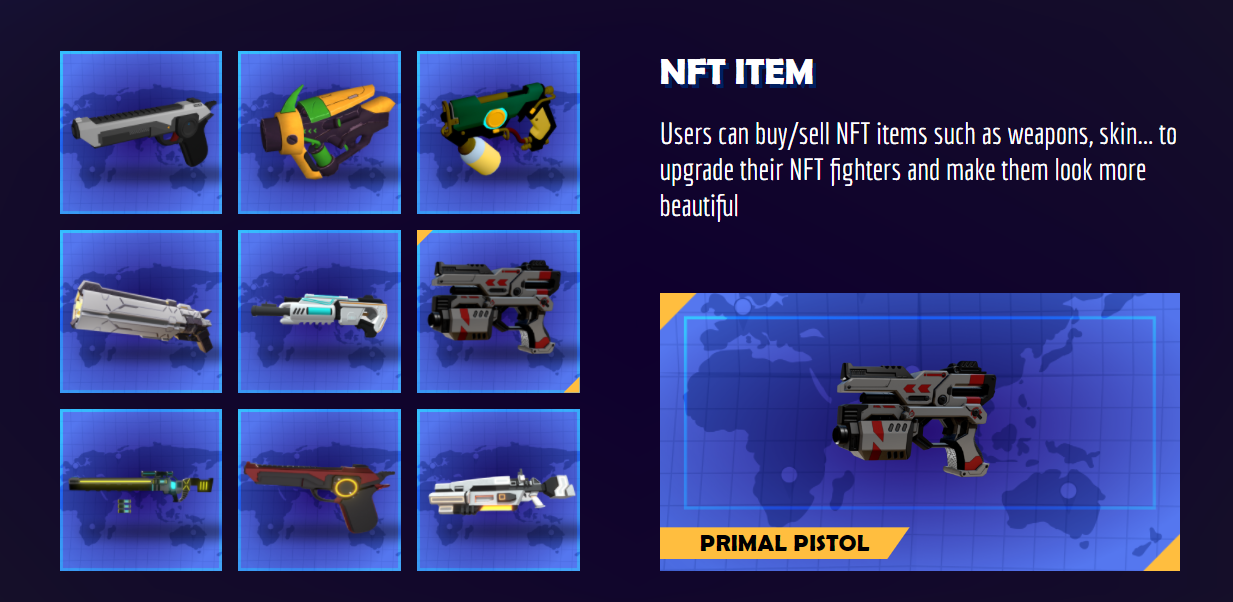 NFT ITEM
Users can buy/sell NFT items such as weapons, skin... to
upgrade their NFT fighters and make them look more
beautiful
PRIMAL PISTOL